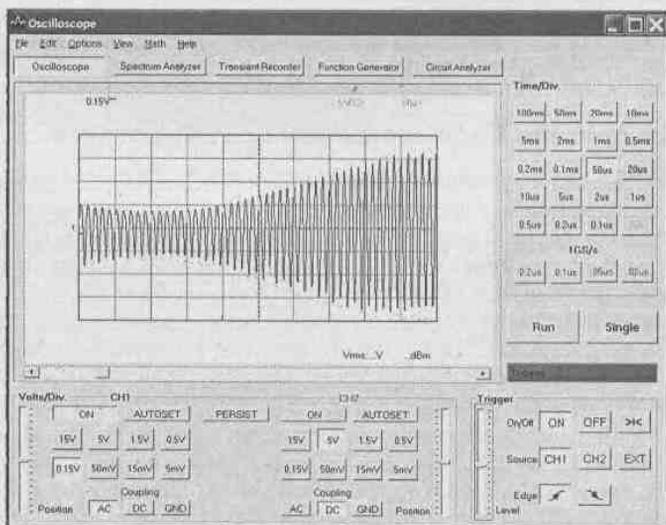 Oscilloscope
File Edit Options View Math Help
Oscilloscope Spectrum Analyzer Transient Recorder Function Generator Circuit Analyzer
0.15V
Time/Div.
100ms 50ms 20ms 10ms
5ms 2ms 1ms 0.5ms
0.2ms 0.1ms 50us 20us
10us 5us 2us 1us
0.5us 0.2us 0.1us
1GS/s
0.2us 0.1us .05us .02us
Run Single
Vrms:...V ...dBm
Volts/Div. CH1 CH2
ON AUTOSET PERSIST ON AUTOSET
15V 5V 1.5V 0.5V 15V 5V 1.5V 0.5V
0.15V 50mV 15mV 5mV 0.15V 50mV 15mV 5mV
Coupling Coupling
Position AC DC GND AC DC GND Position
Trigger
On/Off ON OFF
Source CH1 CH2 EXT
Edge
Level